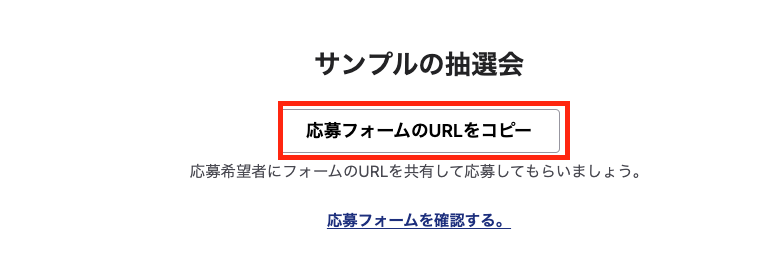 サンプルの抽選会
応募フォームのURLをコピー
応募希望者にフォームのURLを共有して応募してもらいましょう。
応募フォームを確認する。